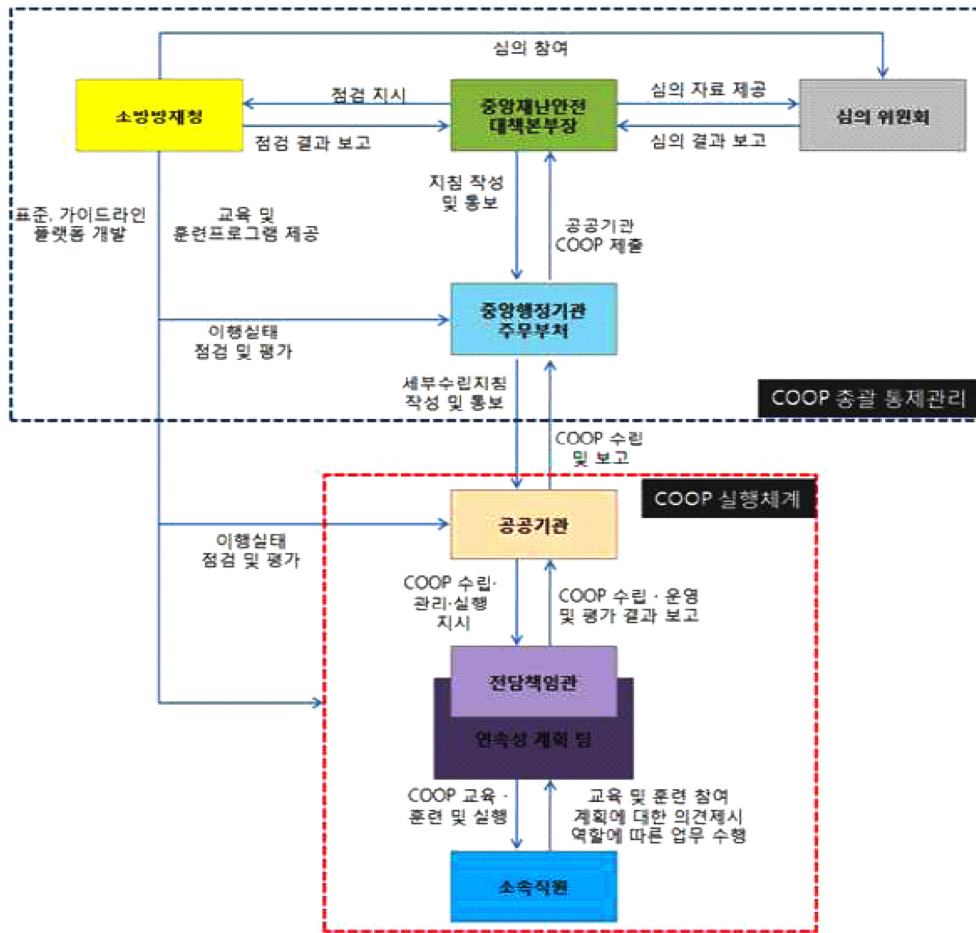 심의 참여
소방방재청
점검 지시
점검 결과 보고
중앙재난안전
대책본부장
심의 자료 제공
심의 결과 보고
심의 위원회
표준, 가이드라인
플랫폼 개발
교육 및
훈련프로그램 제공
지침 작성
및 통보
공공기관
COOP 제출
중앙행정기관
주무부처
이행실태
점검 및 평가
세부수립지침
작성 및 통보
COOP 총괄 통제관리
COOP 수립
및 보고
COOP 실행체계
공공기관
이행실태
점검 및 평가
COOP 수립·
관리·실행
지시
COOP 수립 · 운영
및 평가 결과 보고
전담책임관
연속성 계획 팀
COOP 교육 ·
훈련 및 실행
교육 및 훈련 참여
계획에 대한 의견제시
역할에 따른 업무 수행
소속직원